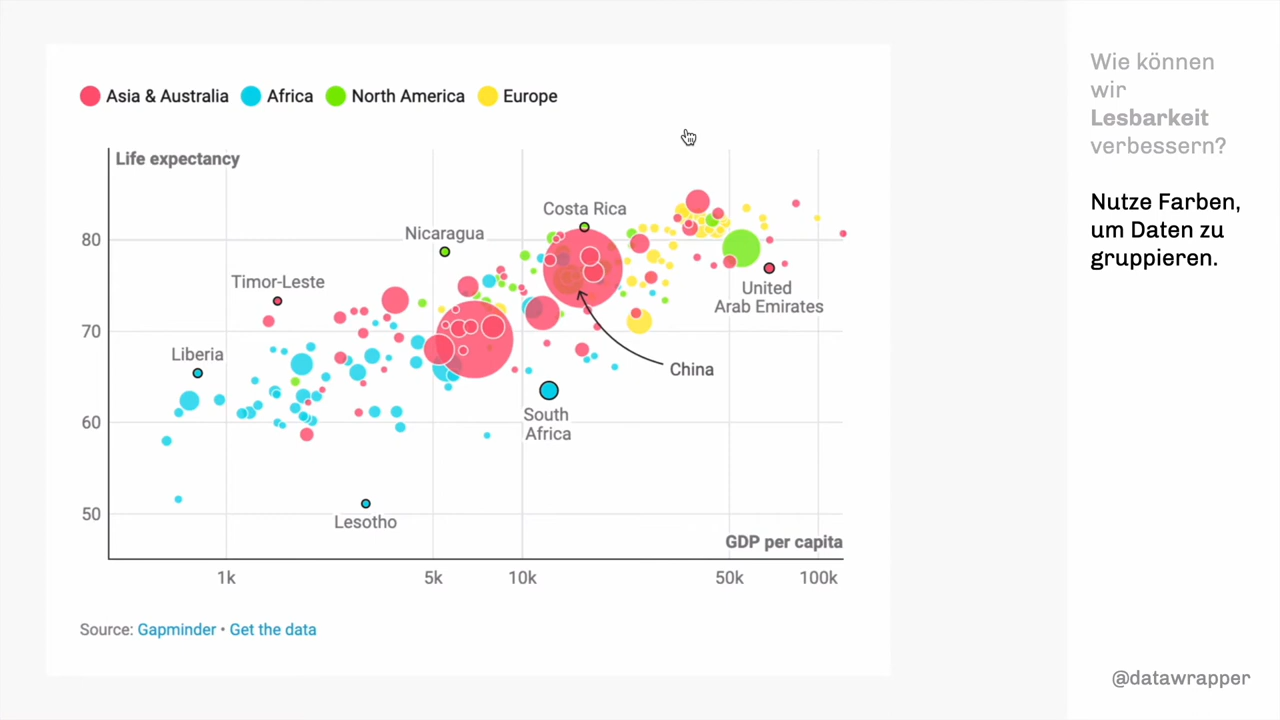 Asia & Australia Africa North America Europe
Life expectancy
Costa Rica
Nicaragua
80
Timor-Leste
United
Arab Emirates
70
Liberia
China
South
Africa
60
50
Lesotho
GDP per capita
1k 5k 10k 50k 100k
Source: Gapminder • Get the data
Wie können
wir
Lesbarkeit
verbessern?
Nutze Farben,
um Daten zu
gruppieren.
@datawrapper